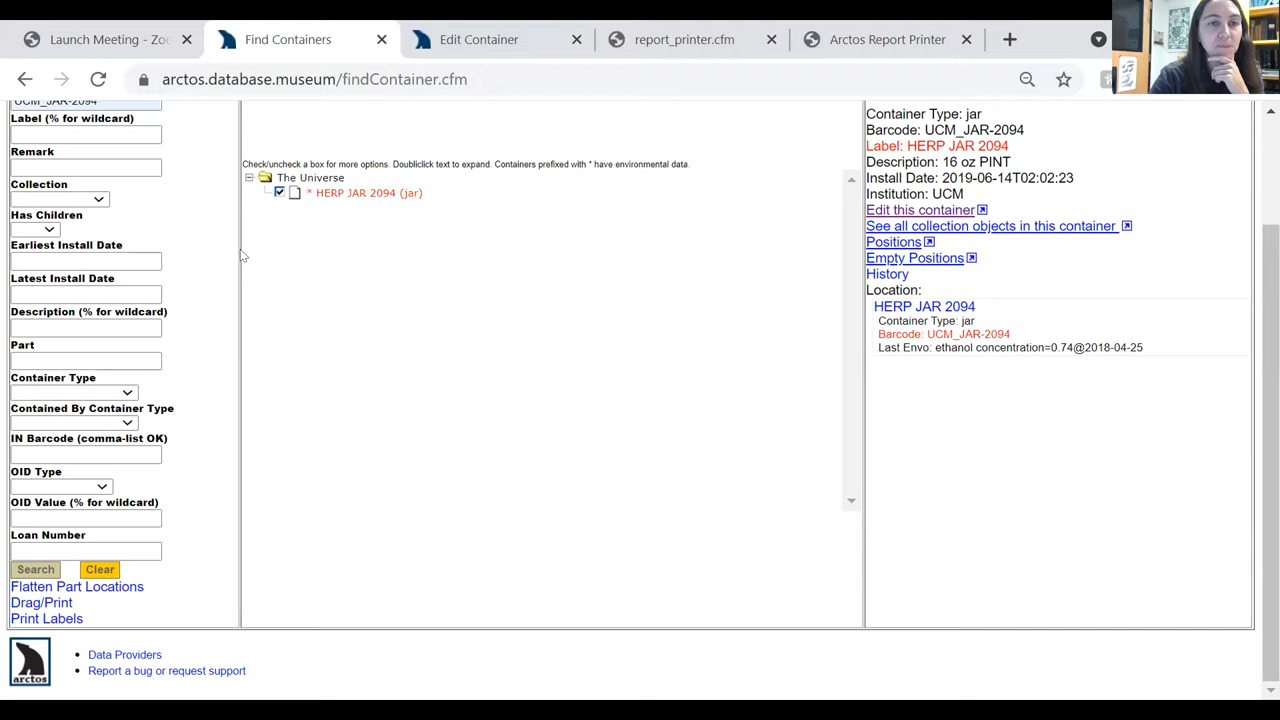 Launch Meeting - Zoe
Find Containers
Edit Container
report_printer.cfm
Arctos Report Printer
arctos.database.museum/findContainer.cfm
UCM_JAR-2094
Label (% for wildcard)
Remark
Collection
Has Children
Earliest Install Date
Latest Install Date
Description (% for wildcard)
Part
Container Type
Contained By Container Type
IN Barcode (comma-list OK)
OID Type
OID Value (% for wildcard)
Loan Number
Search Clear
Flatten Part Locations
Drag/Print
Print Labels
Check/uncheck a box for more options. Doubliclick text to expand. Containers prefixed with * have environmental data.
The Universe
* HERP JAR 2094 (jar)
Container Type: jar
Barcode: UCM_JAR-2094
Label: HERP JAR 2094
Description: 16 oz PINT
Install Date: 2019-06-14T02:02:23
Institution: UCM
Edit this container
See all collection objects in this container
Positions
Empty Positions
History
Location:
HERP JAR 2094
Container Type: jar
Barcode: UCM_JAR-2094
Last Envo: ethanol concentration=0.74@2018-04-25
arctos
Data Providers
Report a bug or request support